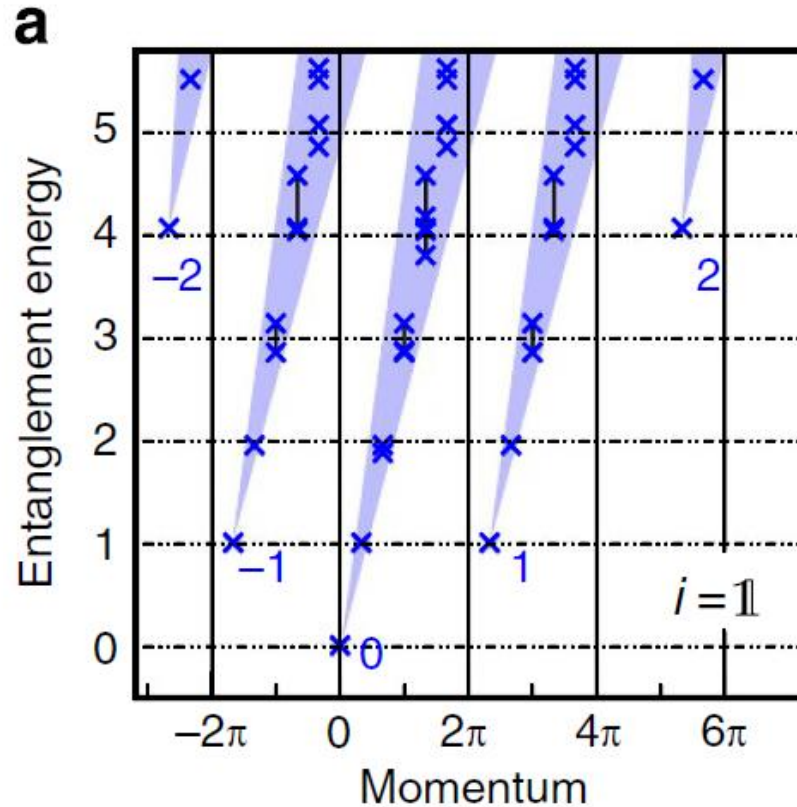 a
Entanglement energy
5
4
3
2
1
0
−2
−1
0
1
2
i = 𝟙
−2π 0 2π 4π 6π
Momentum